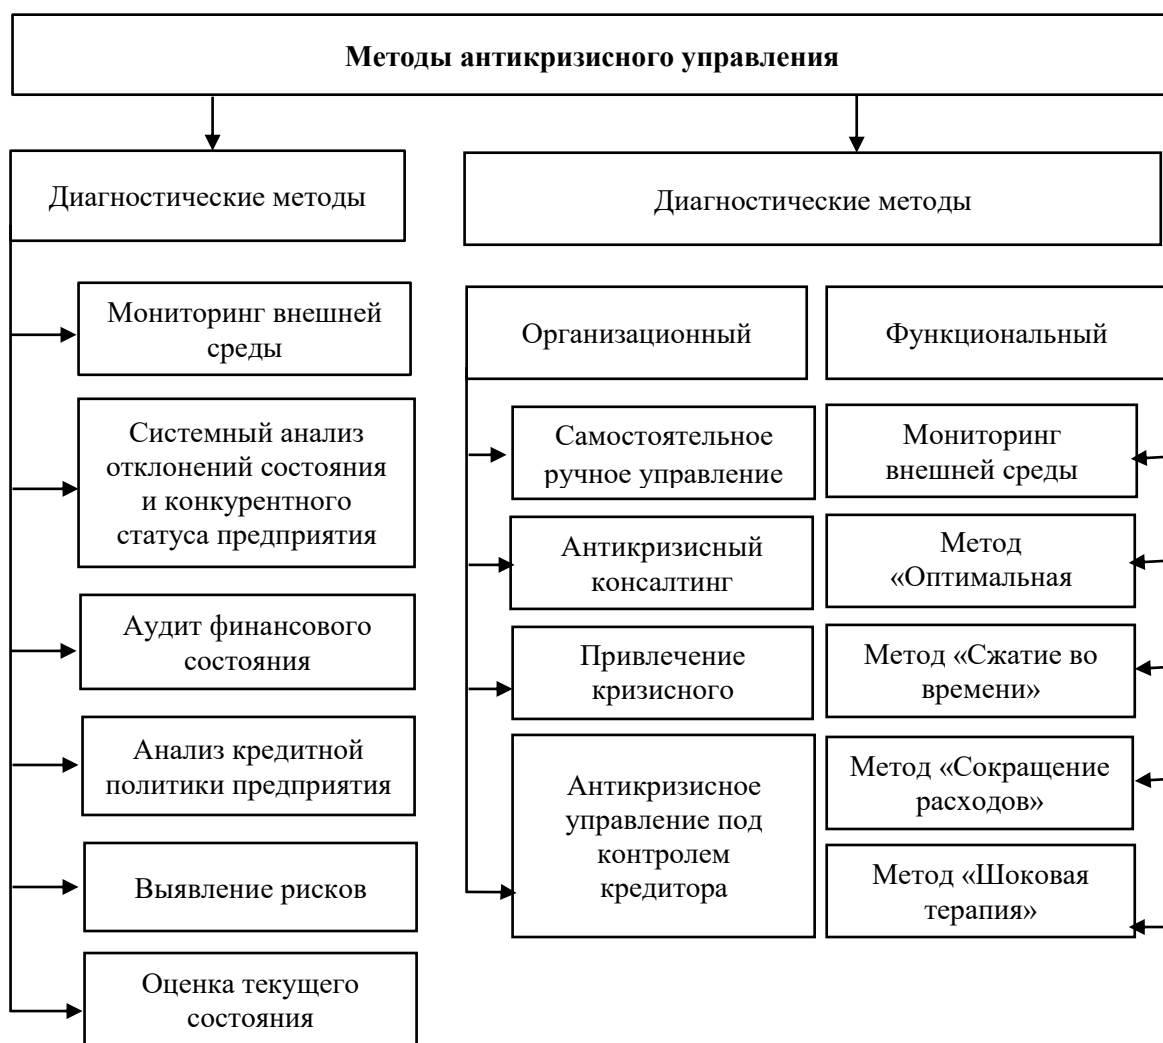 Методы антикризисного управления
Диагностические методы
Диагностические методы
Мониторинг внешней
среды
Системный анализ
отклонений состояния
и конкурентного
статуса предприятия
Аудит финансового
состояния
Анализ кредитной
политики предприятия
Выявление рисков
Оценка текущего
состояния
Организационный
Самостоятельное
ручное управление
Антикризисный
консалтинг
Привлечение
кризисного
Антикризисное
управление под
контролем
кредитора
Функциональный
Мониторинг
внешней среды
Метод
«Оптимальная
Метод «Сжатие во
времени»
Метод «Сокращение
расходов»
Метод «Шоковая
терапия»